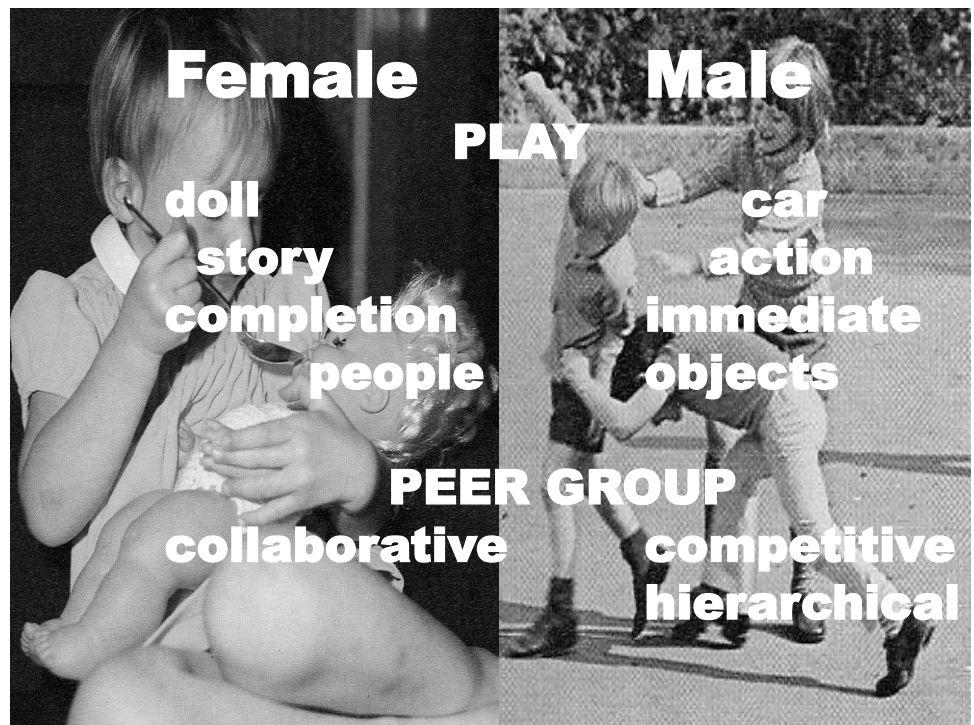 Female Male
PLAY
doll car
story action
completion immediate
people objects
PEER GROUP
collaborative competitive
hierarchical